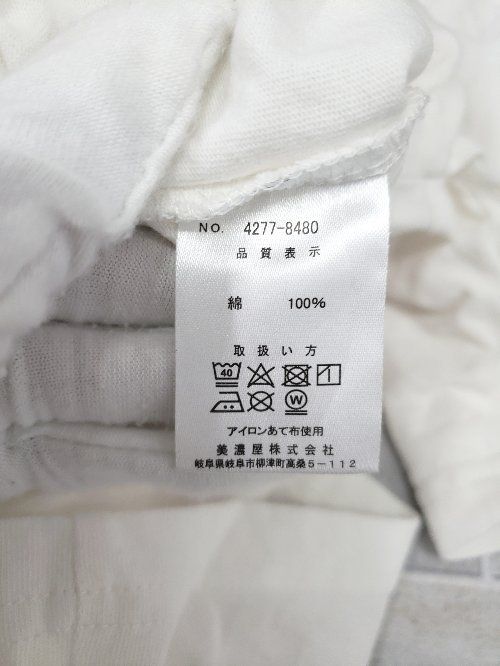 NO. 4277-8480
品質表示
綿 100%
取扱い方
40
W
アイロンあて布使用
美濃屋株式会社
岐阜県岐阜市柳津町高桑5-112